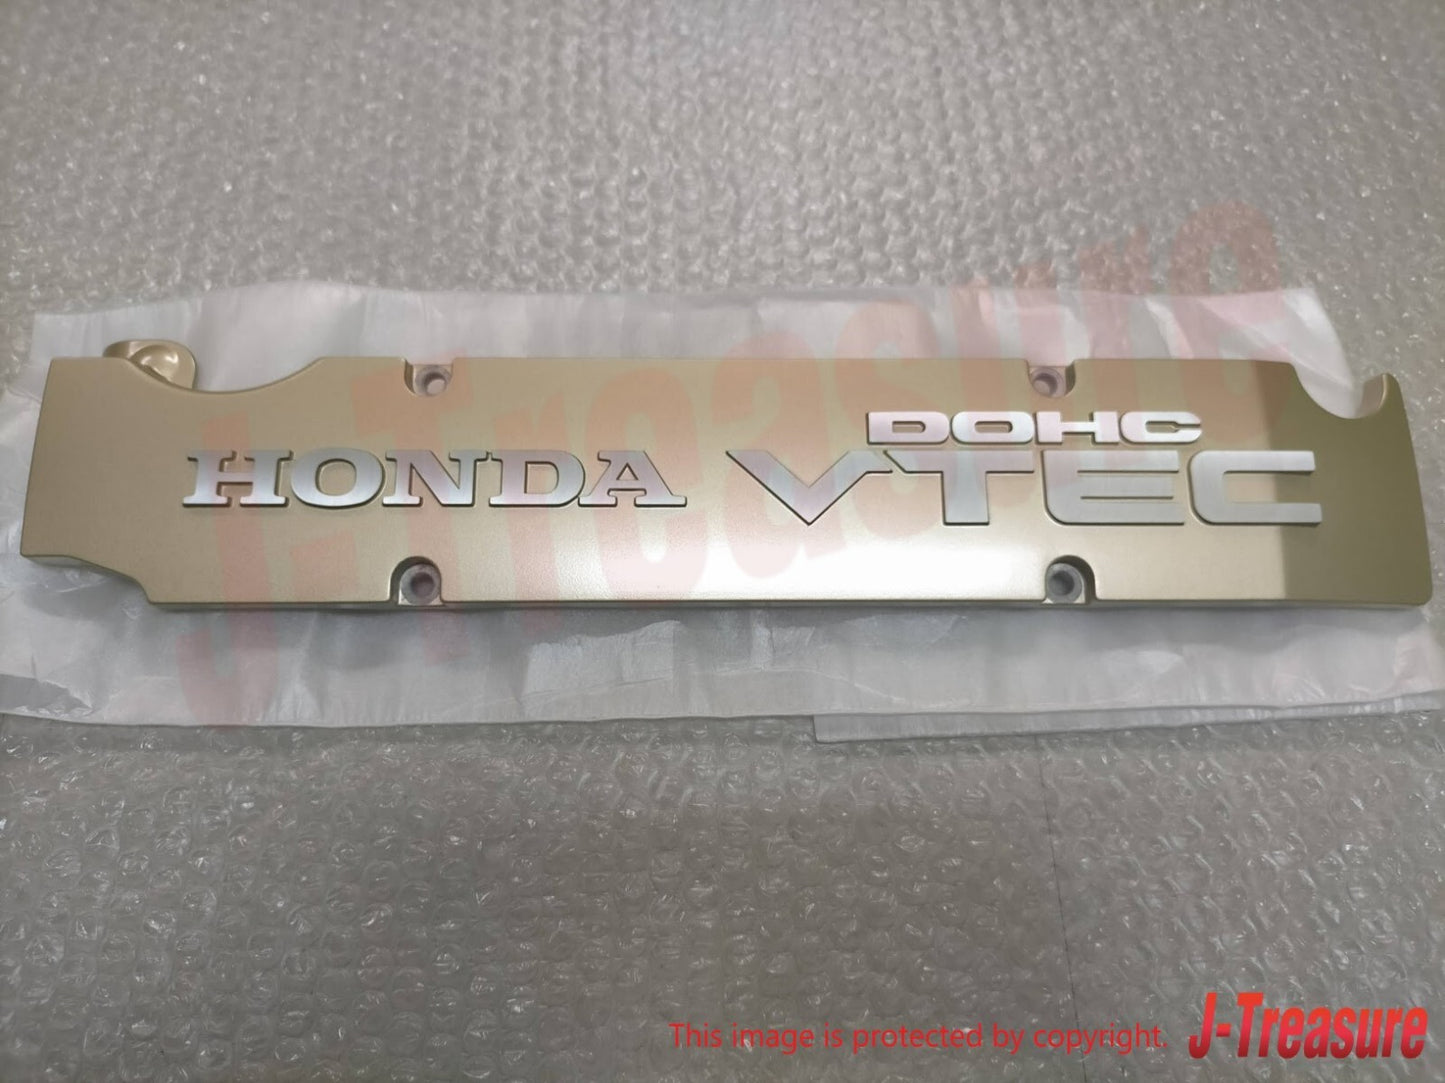 DOHC
HONDA VTEC
J-Treasure
This image is protected by copyright. J-Treasure